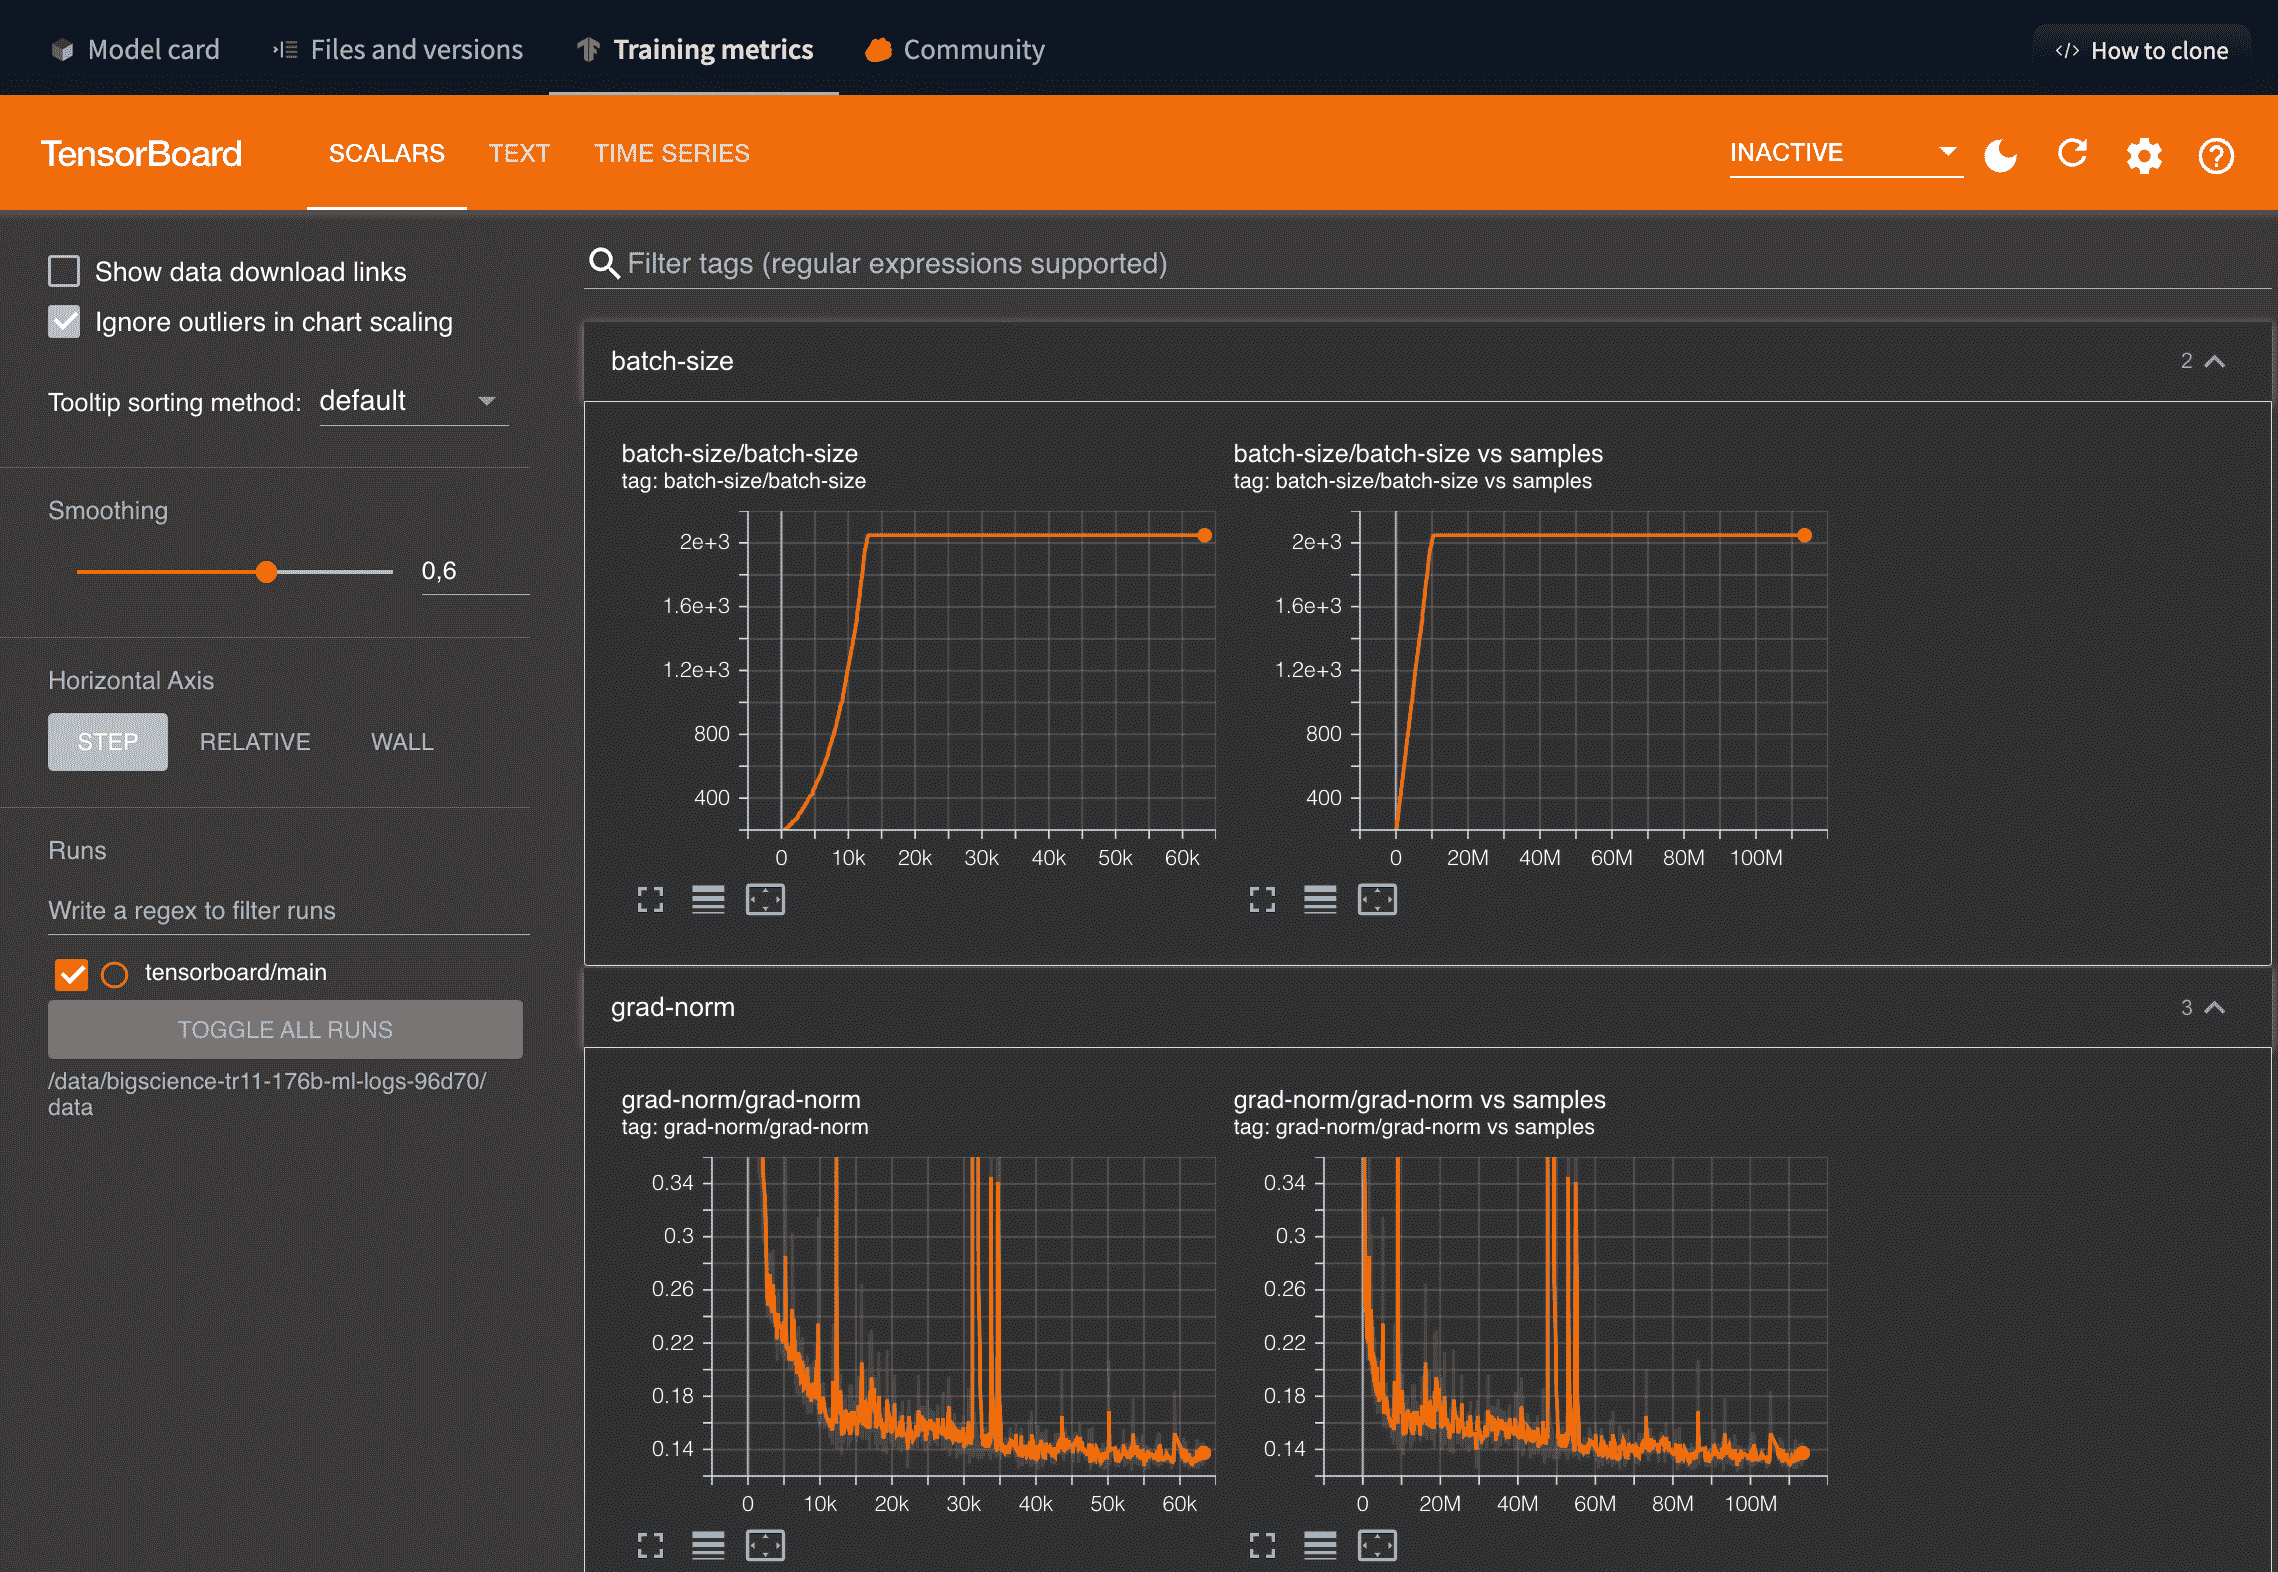 Model card
Files and versions
Training metrics
Community
</> How to clone
TensorBoard
SCALARS
TEXT
TIME SERIES
INACTIVE
Show data download links
Ignore outliers in chart scaling
Tooltip sorting method: default
Smoothing
0,6
Horizontal Axis
STEP
RELATIVE
WALL
Runs
Write a regex to filter runs
tensorboard/main
TOGGLE ALL RUNS
/data/bigscience-tr11-176b-ml-logs-96d70/
data
Filter tags (regular expressions supported)
batch-size
2
batch-size/batch-size
tag: batch-size/batch-size
2e+3
1.6e+3
1.2e+3
800
400
0 10k 20k 30k 40k 50k 60k
batch-size/batch-size vs samples
tag: batch-size/batch-size vs samples
2e+3
1.6e+3
1.2e+3
800
400
0 20M 40M 60M 80M 100M
grad-norm
3
grad-norm/grad-norm
tag: grad-norm/grad-norm
0.34
0.3
0.26
0.22
0.18
0.14
0 10k 20k 30k 40k 50k 60k
grad-norm/grad-norm vs samples
tag: grad-norm/grad-norm vs samples
0.34
0.3
0.26
0.22
0.18
0.14
0 20M 40M 60M 80M 100M